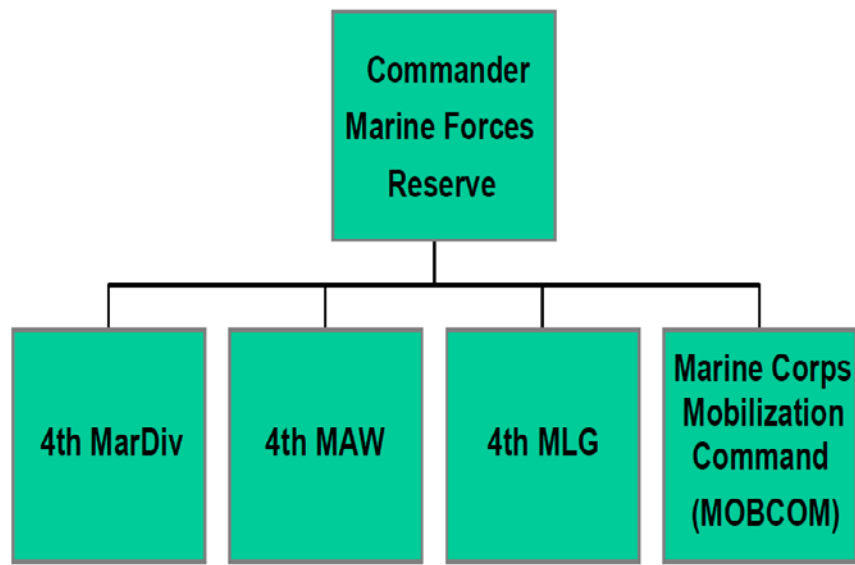 Commander
Marine Forces
Reserve
4th MarDiv
4th MAW
4th MLG
Marine Corps
Mobilization
Command
(MOBCOM)